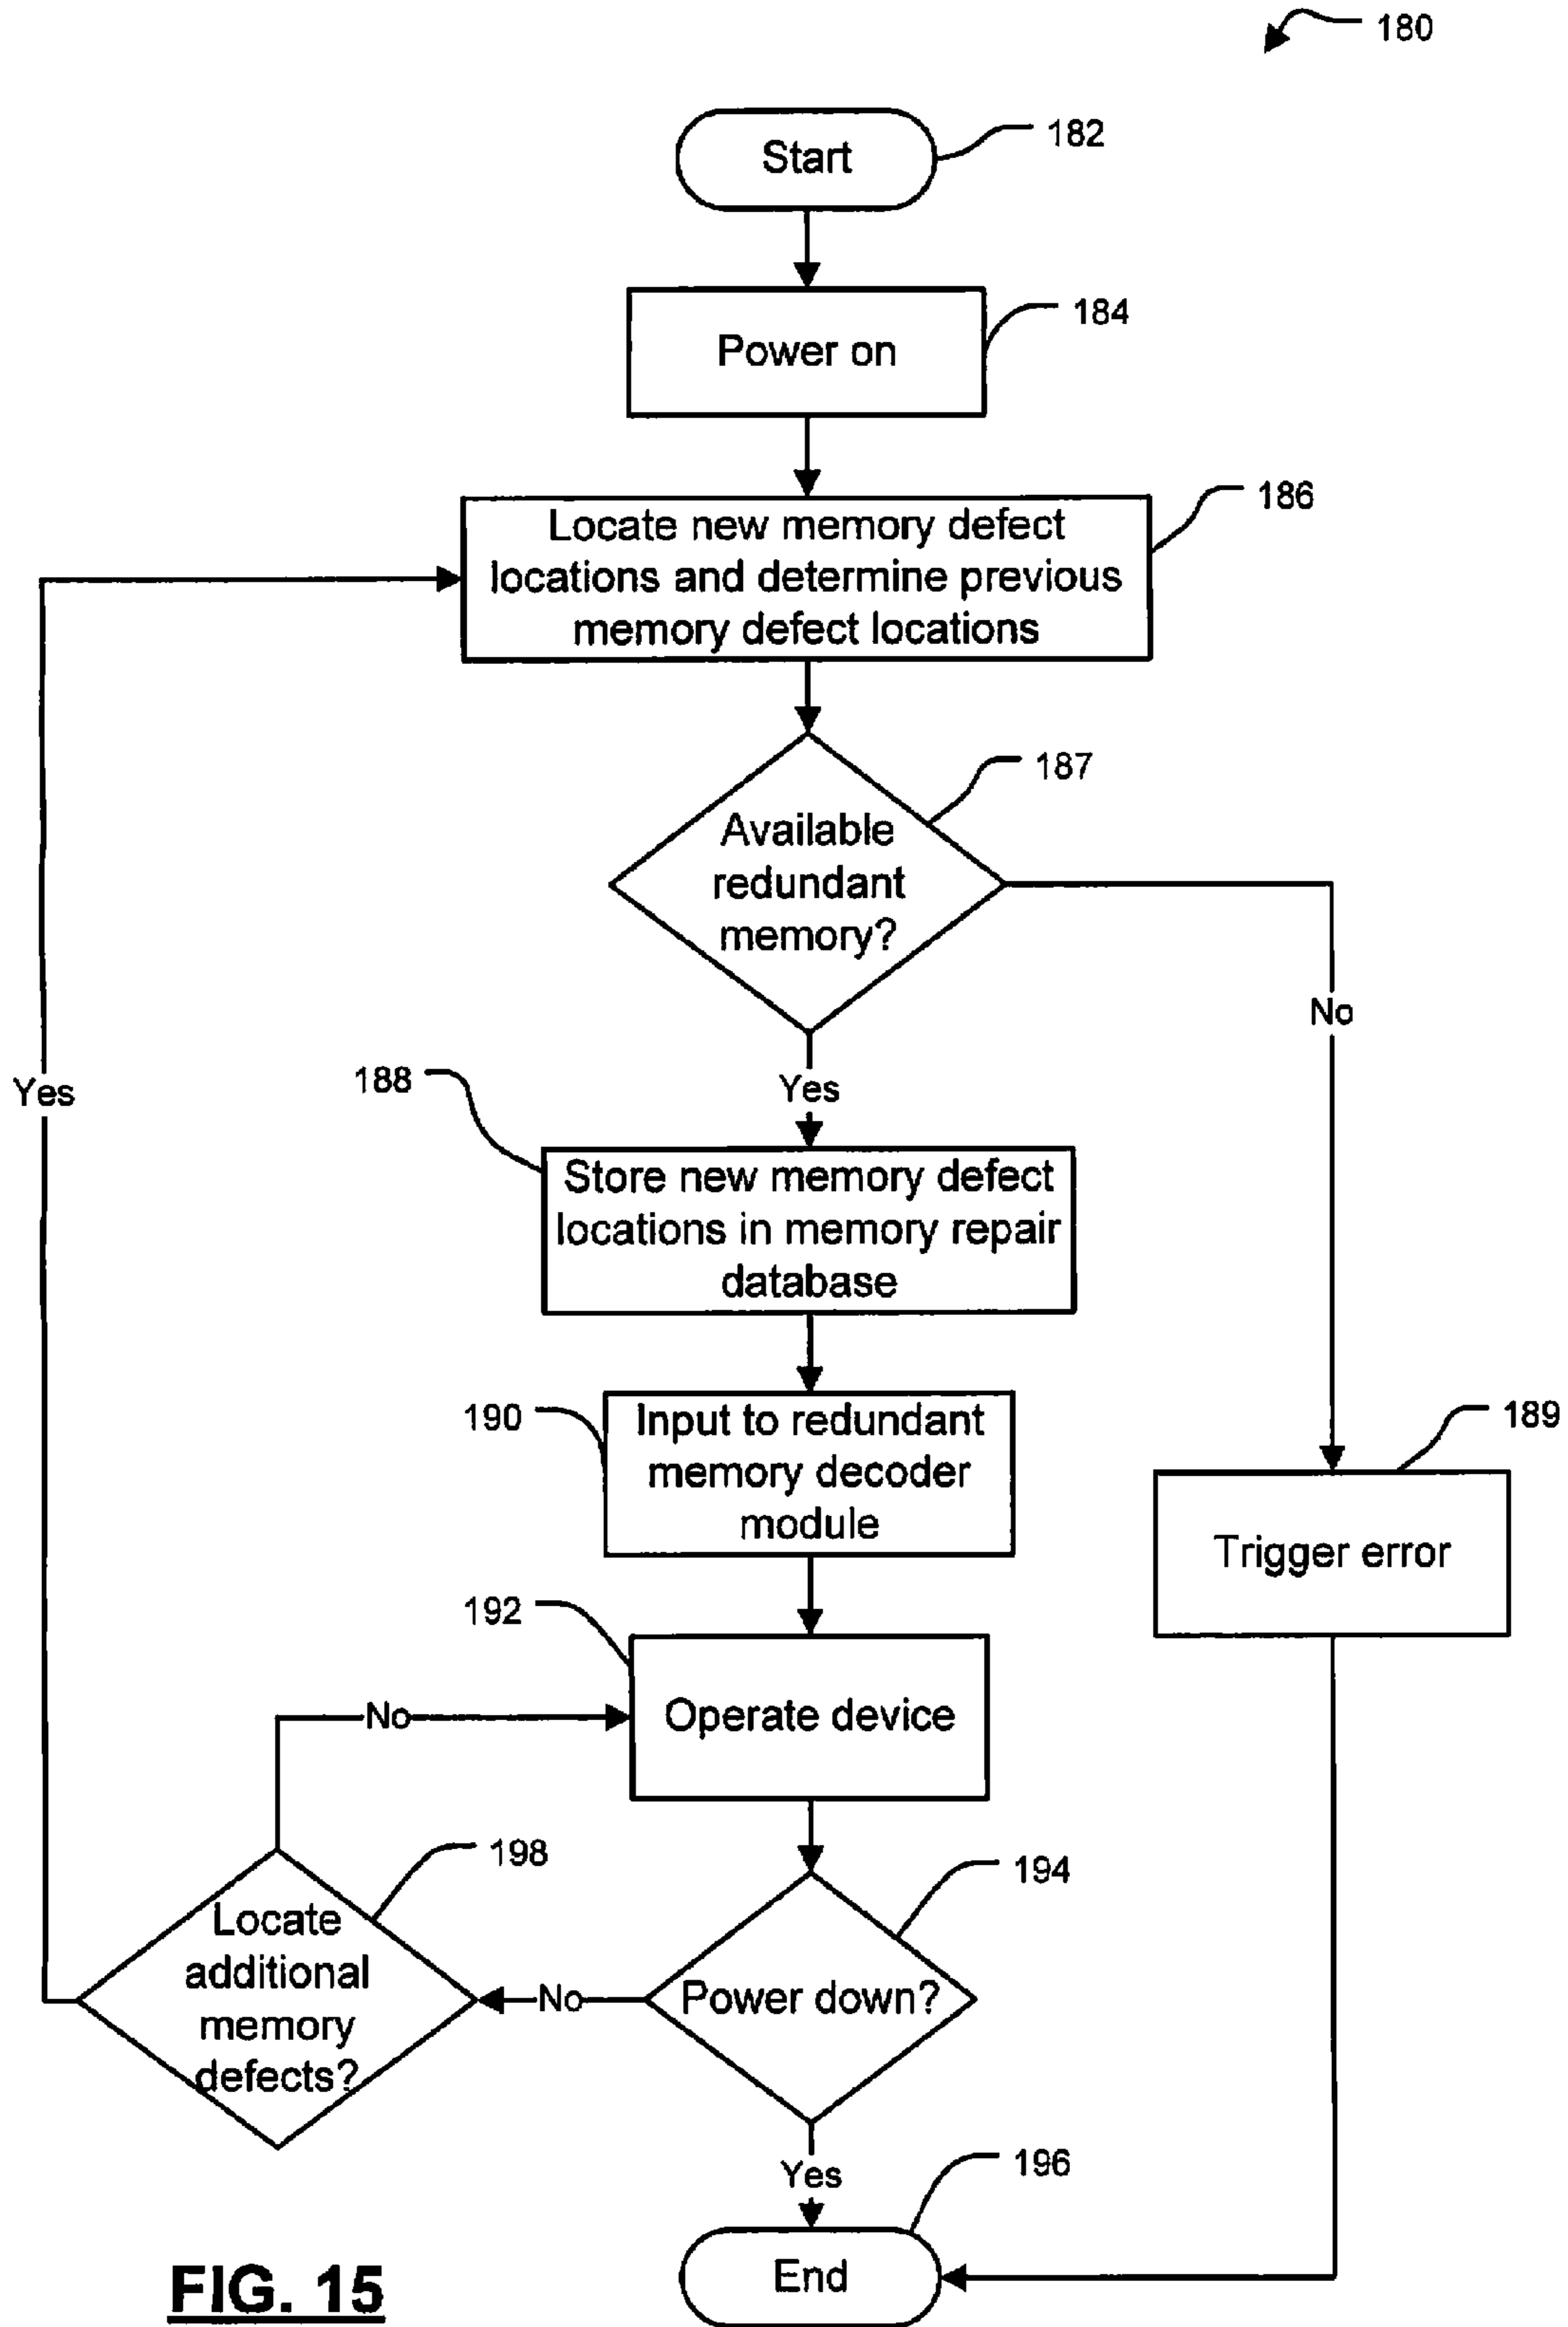 180
Start
182
Power on
184
Locate new memory defect
locations and determine previous
memory defect locations
186
Available
redundant
memory?
187
No
Yes
Yes
188
Store new memory defect
locations in memory repair
database
190
Input to redundant
memory decoder
module
189
Trigger error
192
Operate device
No
198
Locate
additional
memory
defects?
194
Power down?
No
Yes
196
End
FIG. 15